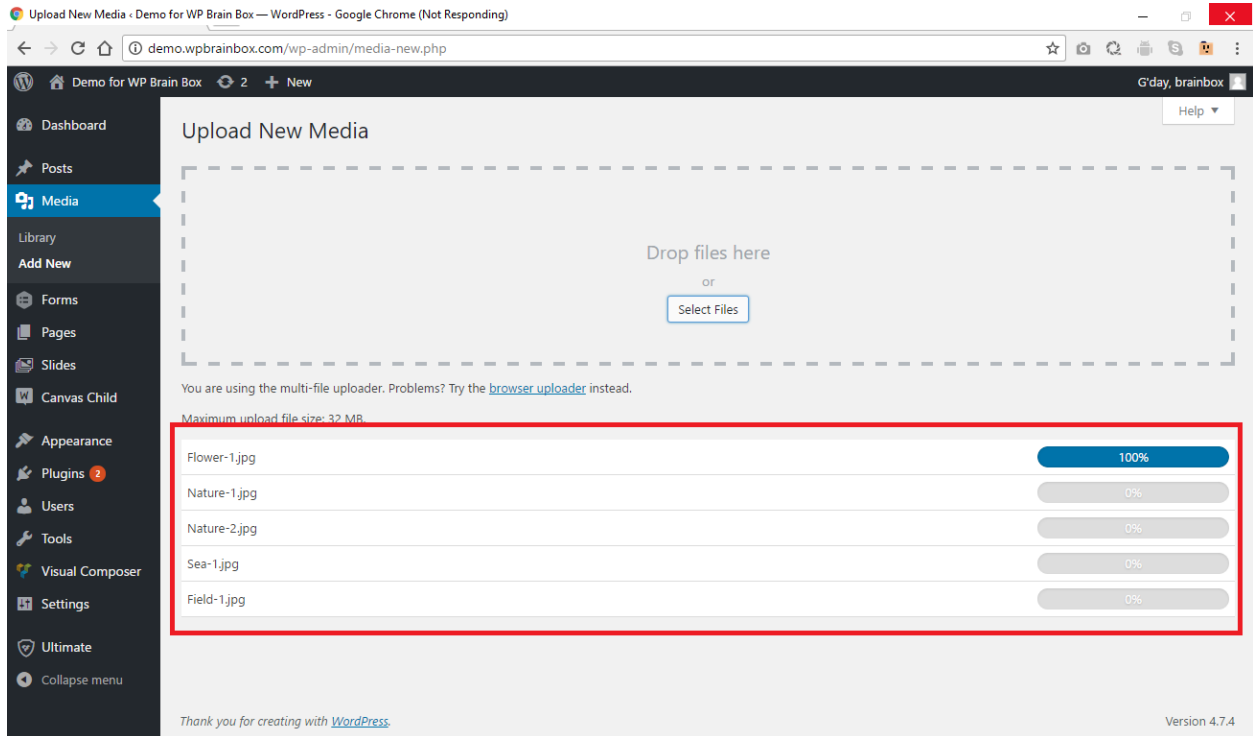 Upload New Media ‹ Demo for WP Brain Box — WordPress - Google Chrome (Not Responding)
demo.wpbrainbox.com/wp-admin/media-new.php
Demo for WP Brain Box 2 New G'day, brainbox
Help
Dashboard
Posts
Media
Library
Add New
Forms
Pages
Slides
Canvas Child
Appearance
Plugins 2
Users
Tools
Visual Composer
Settings
Ultimate
Collapse menu
Upload New Media
Drop files here
or
Select Files
You are using the multi-file uploader. Problems? Try the browser uploader instead.
Maximum upload file size: 32 MB.
Flower-1.jpg 100%
Nature-1.jpg 0%
Nature-2.jpg 0%
Sea-1.jpg 0%
Field-1.jpg 0%
Thank you for creating with WordPress. Version 4.7.4